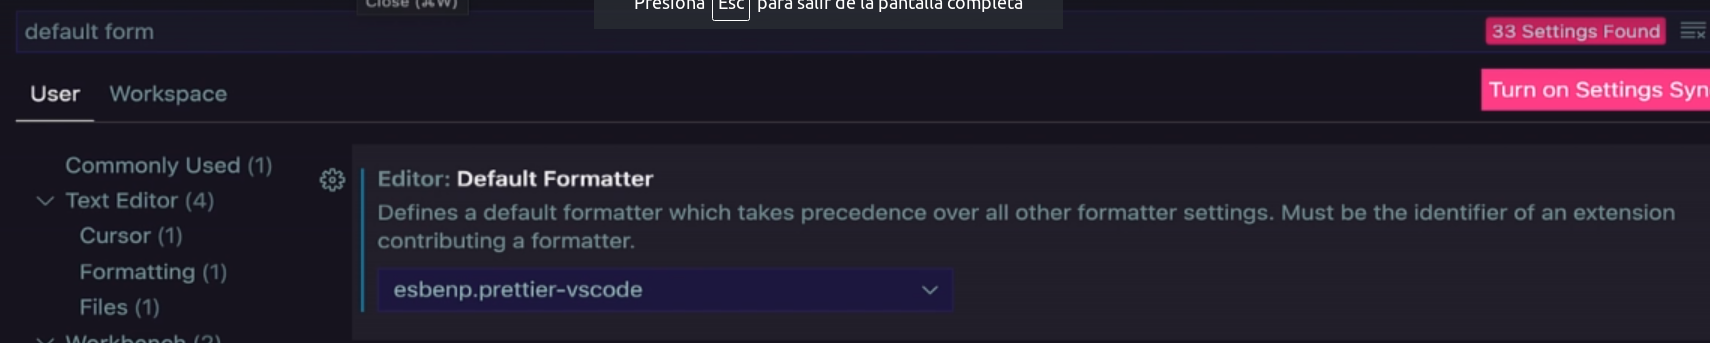 Close (⌘W)
Presiona Esc para salir de la pantalla completa
default form
33 Settings Found
User Workspace
Turn on Settings Syn
Commonly Used (1)
Text Editor (4)
Cursor (1)
Formatting (1)
Files (1)
Workbench (2)
Editor: Default Formatter
Defines a default formatter which takes precedence over all other formatter settings. Must be the identifier of an extension
contributing a formatter.
esbenp.prettier-vscode